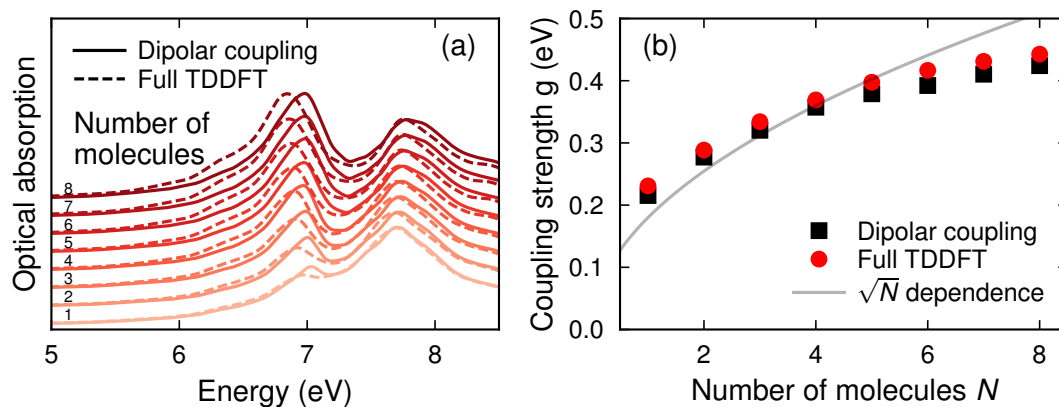 (a)
Dipolar coupling
Full TDDFT
Number of
molecules
8
7
6
5
4
3
2
1
Optical absorption
5 6 7 8
Energy (eV)
(b)
Coupling strength g (eV)
0.5
0.4
0.3
0.2
0.1
0.0
Dipolar coupling
Full TDDFT
√N dependence
2 4 6 8
Number of molecules N